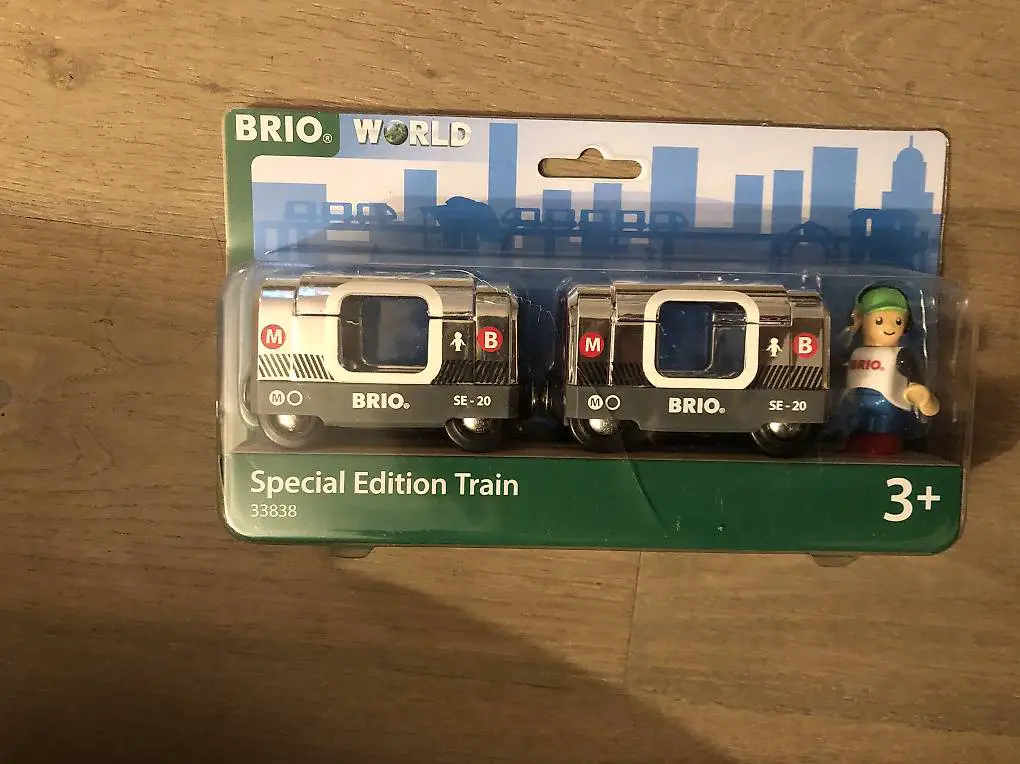 BRIO® WORLD
M B
BRIO® SE-20
M
M B
BRIO® SE-20
M
BRIO®
Special Edition Train
33838
3+